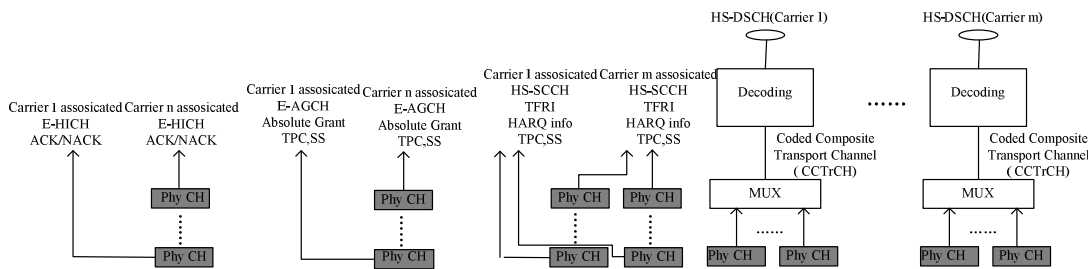 HS-DSCH(Carrier 1)
HS-DSCH(Carrier m)
Decoding
......
Decoding
Carrier 1 assosicated
E-HICH
ACK/NACK
Carrier n assosicated
E-HICH
ACK/NACK
Carrier 1 assosicated
E-AGCH
Absolute Grant
TPC,SS
Carrier n assosicated
E-AGCH
Absolute Grant
TPC,SS
Carrier 1 assosicated
HS-SCCH
TFRI
HARQ info
TPC,SS
Carrier m assosicated
HS-SCCH
TFRI
HARQ info
TPC,SS
Coded Composite
Transport Channel
( CCTrCH)
Coded Composite
Transport Channel
( CCTrCH)
MUX
MUX
Phy CH
Phy CH
Phy CH
Phy CH
......
......
Phy CH
Phy CH
Phy CH
Phy CH
Phy CH
Phy CH
Phy CH
Phy CH